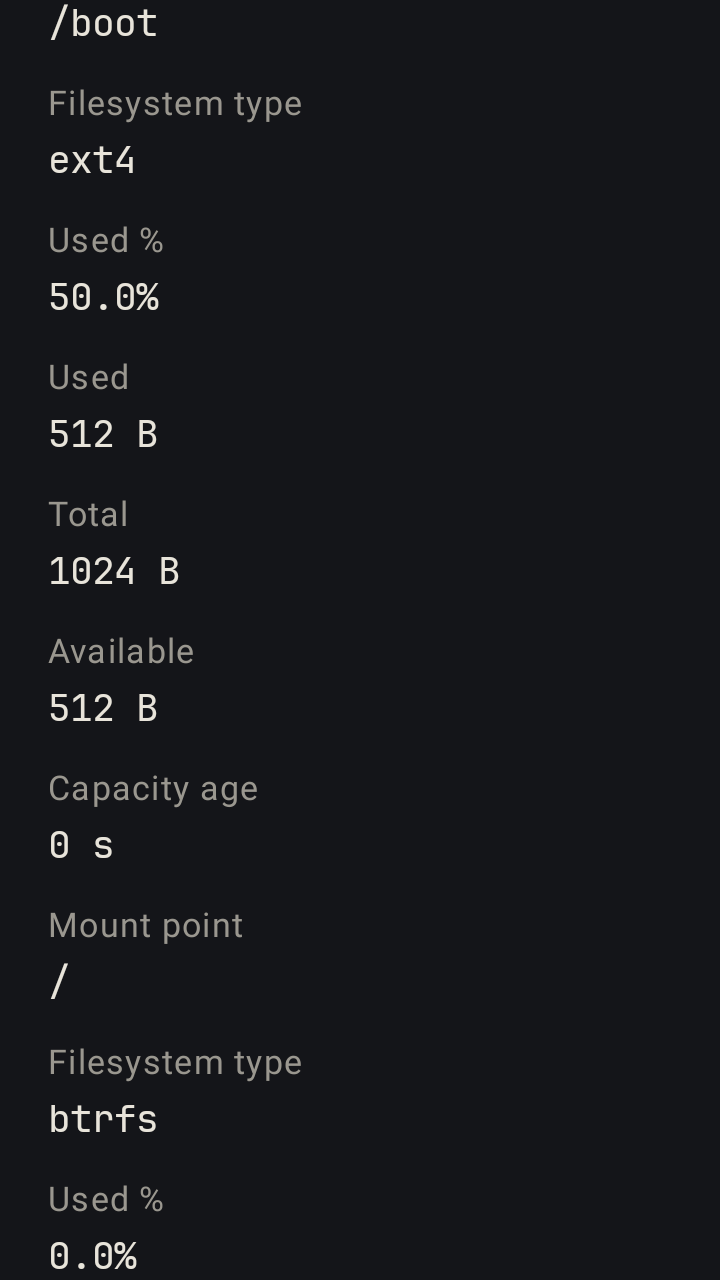 /boot
Filesystem type
ext4
Used %
50.0%
Used
512 B
Total
1024 B
Available
512 B
Capacity age
0 s
Mount point
/
Filesystem type
btrfs
Used %
0.0%